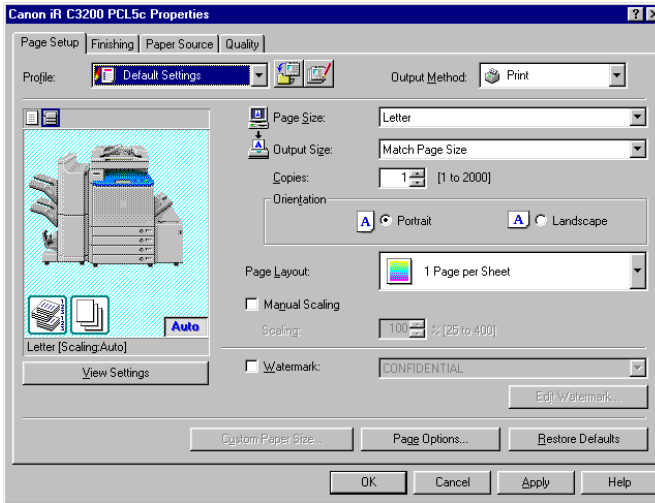 Canon iR C3200 PCL5c Properties
Page Setup Finishing Paper Source Quality
Profile: Default Settings Output Method: Print
Page Size: Letter
Output Size: Match Page Size
Copies: 1 [1 to 2000]
Orientation
A Portrait A Landscape
Page Layout: 1 Page per Sheet
Manual Scaling
Auto Scaling: 100 % [25 to 400]
Letter [Scaling:Auto]
View Settings
Watermark: CONFIDENTIAL
Edit Watermark...
Custom Paper Size... Page Options... Restore Defaults
OK Cancel Apply Help